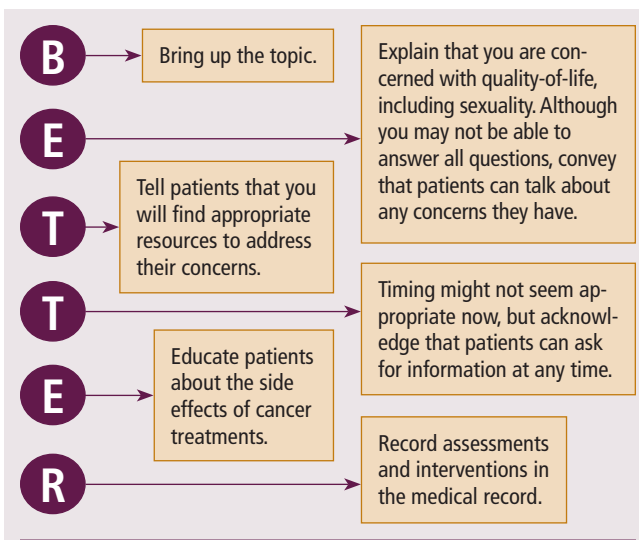 B
Bring up the topic.
E
Explain that you are con-
cerned with quality-of-life,
including sexuality. Although
you may not be able to
answer all questions, convey
that patients can talk about
any concerns they have.
T
Tell patients that you
will find appropriate
resources to address
their concerns.
T
Timing might not seem ap-
propriate now, but acknowl-
edge that patients can ask
for information at any time.
E
Educate patients
about the side
effects of cancer
treatments.
R
Record assessments
and interventions in
the medical record.